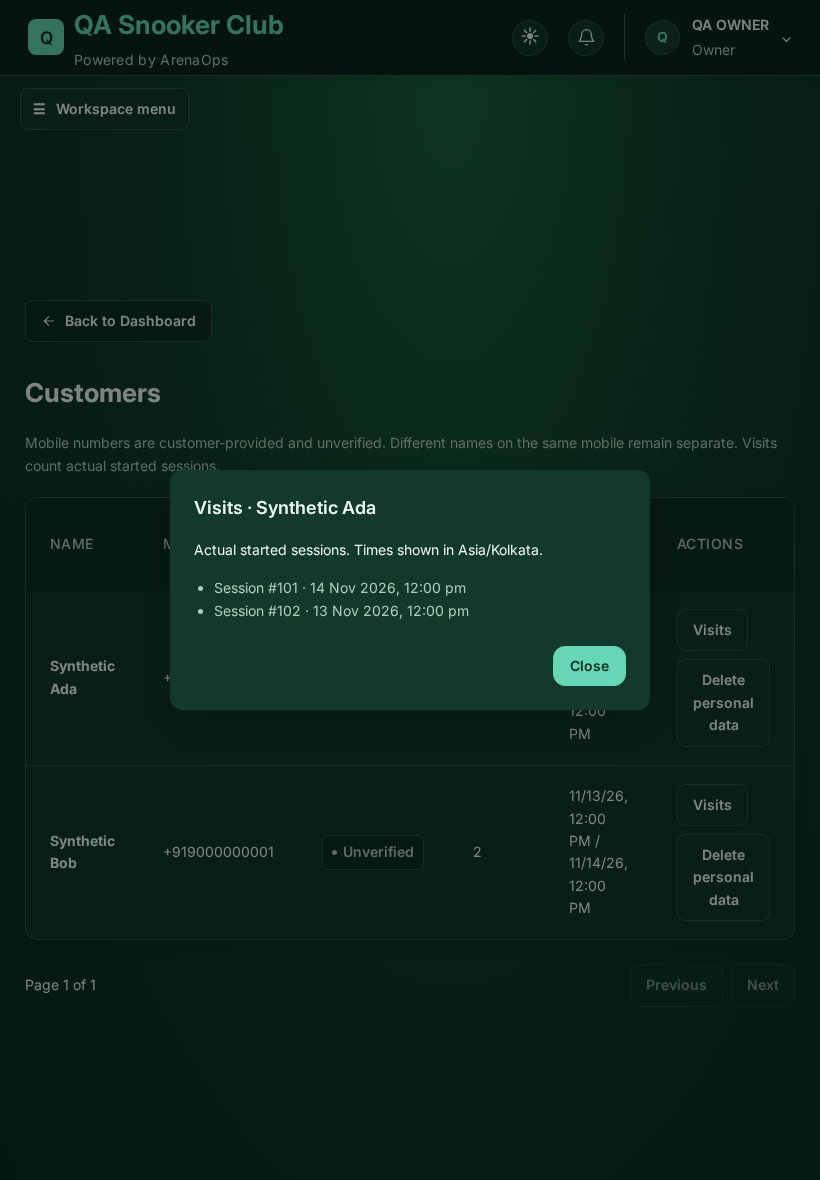 Q
QA Snooker Club
Powered by ArenaOps
Q
QA OWNER
Owner
☰ Workspace menu
← Back to Dashboard
Customers
Mobile numbers are customer-provided and unverified. Different names on the same mobile remain separate. Visits
count actual started sessions.
NAME
ACTIONS
Visits · Synthetic Ada
Actual started sessions. Times shown in Asia/Kolkata.
• Session #101 · 14 Nov 2026, 12:00 pm
• Session #102 · 13 Nov 2026, 12:00 pm
Close
Synthetic
Ada
12:00
PM
Visits
Delete
personal
data
Synthetic
Bob
+919000000001
• Unverified
2
11/13/26,
12:00
PM /
11/14/26,
12:00
PM
Visits
Delete
personal
data
Page 1 of 1
Previous
Next